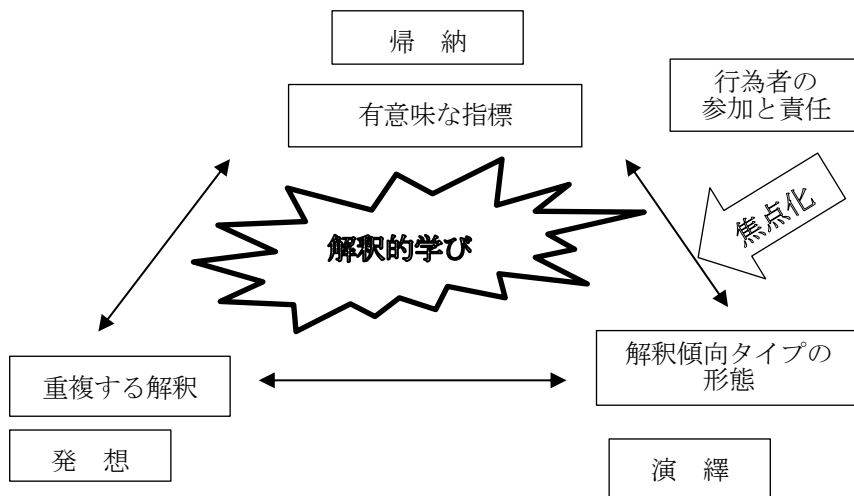 帰　納
有意味な指標
行為者の
参加と責任
焦点化
解釈的学び
重複する解釈
解釈傾向タイプの
形態
発　想
演　繹